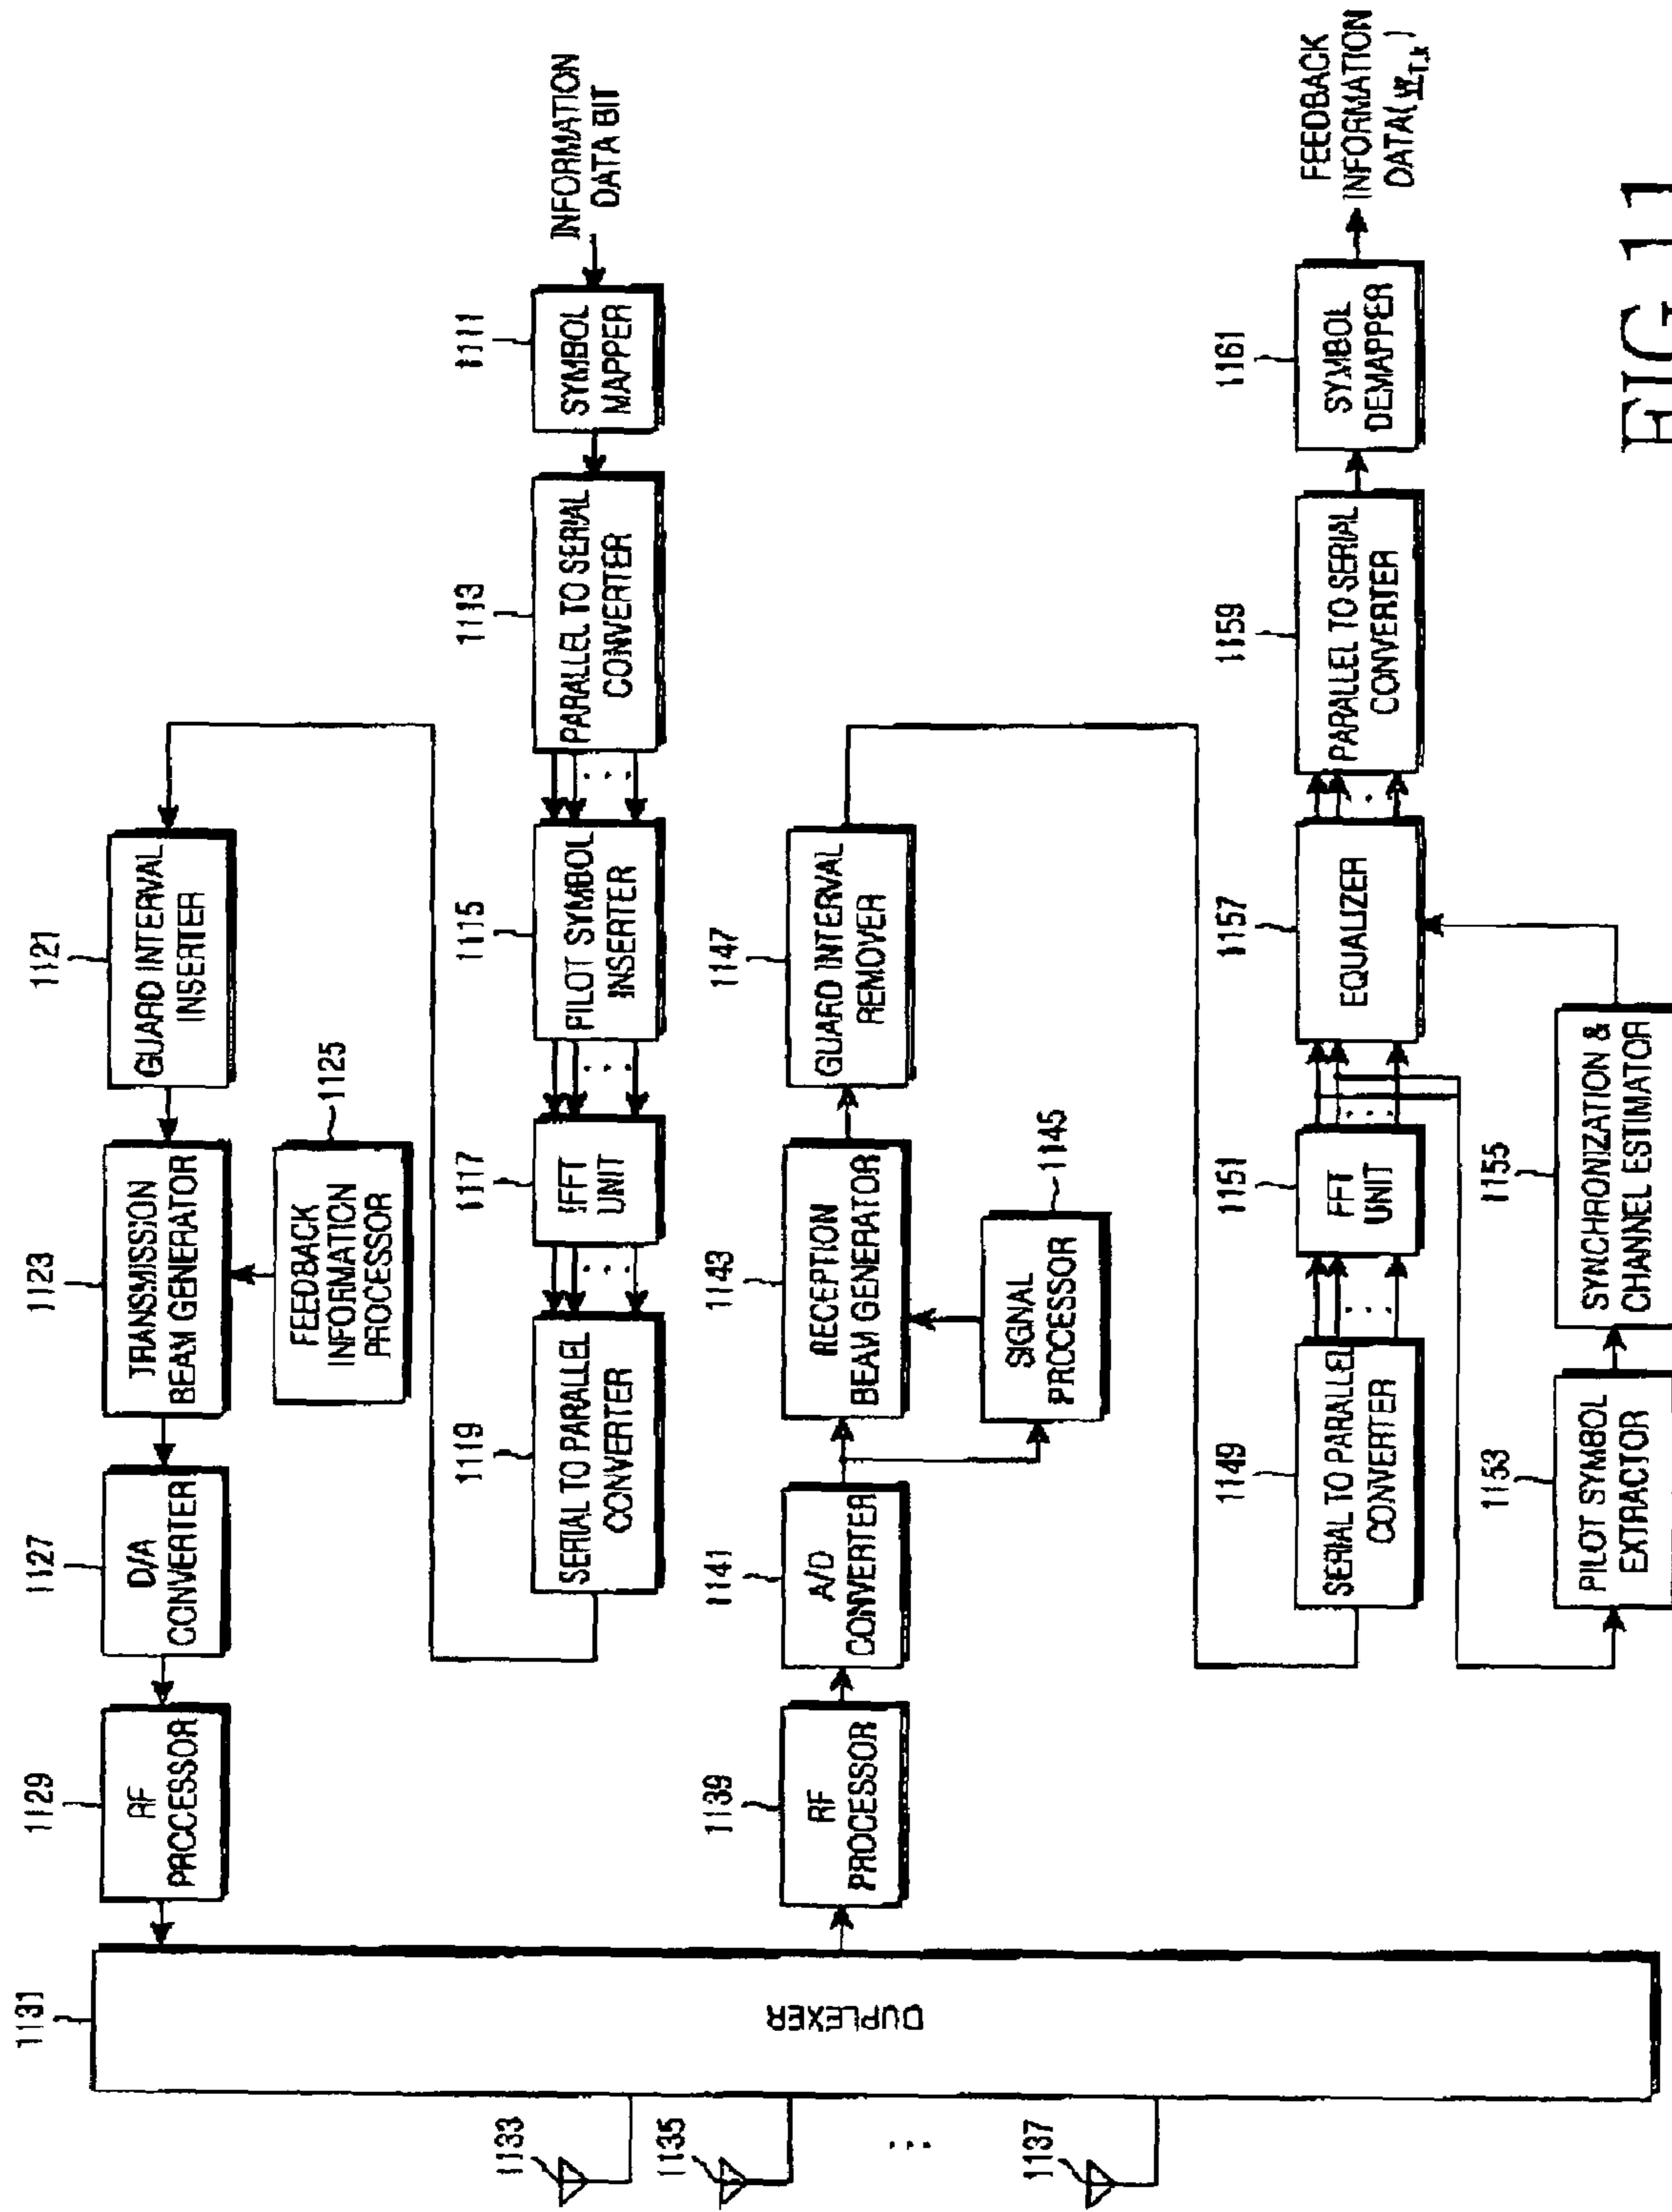 1131
DUPLEXER
1133
1135
1137
1129
RF
PROCESSOR
1127
D/A
CONVERTER
1123
TRANSMISSION
BEAM GENERATOR
1125
FEEDBACK
INFORMATION
PROCESSOR
1121
GUARD INTERVAL
INSERTER
1119
SERIAL TO PARALLEL
CONVERTER
1117
IFFT
UNIT
1115
PILOT SYMBOL
INSERTER
1113
PARALLEL TO SERIAL
CONVERTER
1111
SYMBOL
MAPPER
INFORMATION
DATA BIT
1139
RF
PROCESSOR
1141
A/D
CONVERTER
1143
RECEPTION
BEAM GENERATOR
1145
SIGNAL
PROCESSOR
1147
GUARD INTERVAL
REMOVER
1149
SERIAL TO PARALLEL
CONVERTER
1151
FFT
UNIT
1157
EQUALIZER
1159
PARALLEL TO SERIAL
CONVERTER
1161
SYMBOL
DEMAPPER
FEEDBACK
INFORMATION
DATA(w_T,k)
1153
PILOT SYMBOL
EXTRACTOR
1155
SYNCHRONIZATION &
CHANNEL ESTIMATOR
FIG.11